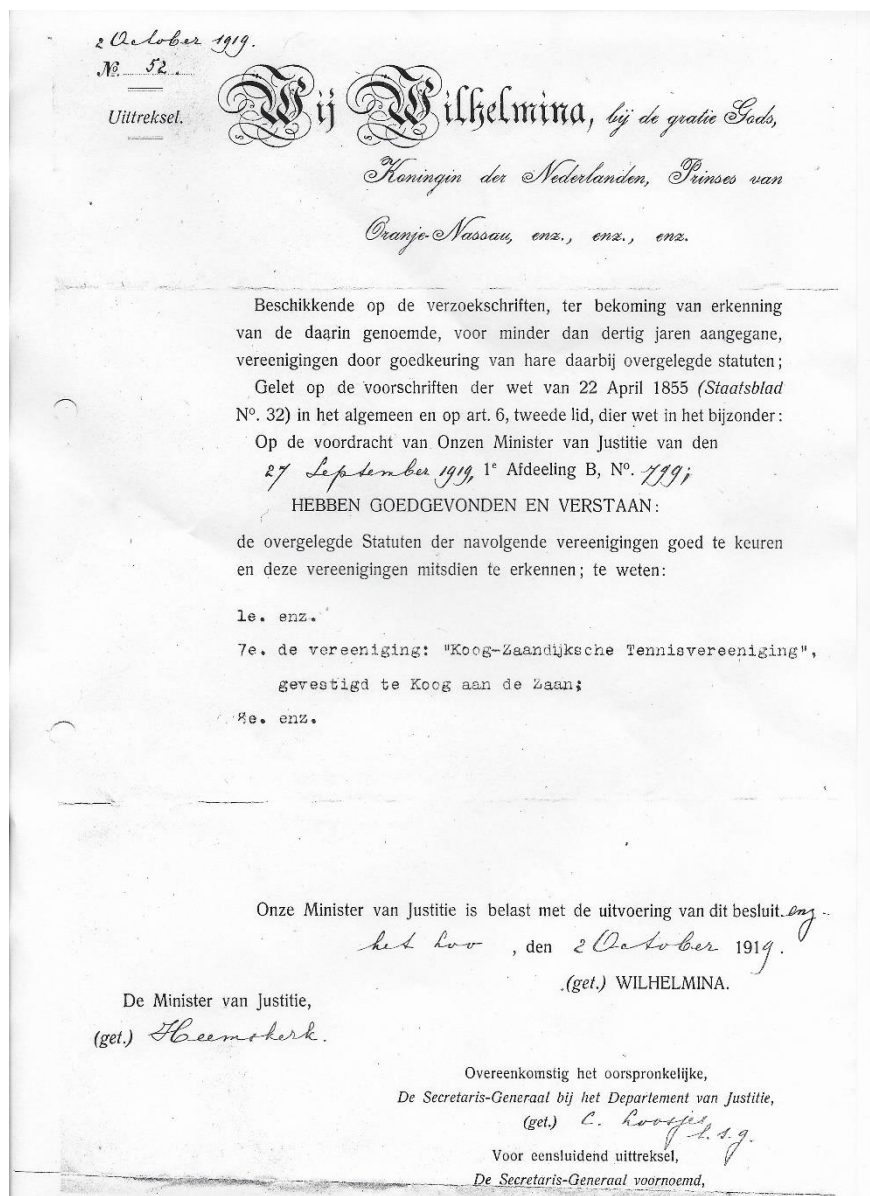 2 October 1919.
No. 52.
Uittreksel.
Wij Wilhelmina, bij de gratie Gods,
Koningin der Nederlanden, Prinses van
Oranje-Nassau, enz., enz., enz.
Beschikkende op de verzoekschriften, ter bekoming van erkenning
van de daarin genoemde, voor minder dan dertig jaren aangegane,
vereenigingen door goedkeuring van hare daarbij overgelegde statuten;
Gelet op de voorschriften der wet van 22 April 1855 (Staatsblad
No. 32) in het algemeen en op art. 6, tweede lid, dier wet in het bijzonder:
Op de voordracht van Onzen Minister van Justitie van den
27 September 1919, 1e Afdeeling B, No. 799;
HEBBEN GOEDGEVONDEN EN VERSTAAN:
de overgelegde Statuten der navolgende vereenigingen goed te keuren
en deze vereenigingen mitsdien te erkennen; te weten:
1e. enz.
7e. de vereeniging: "Koog-Zaandijksche Tennisvereeniging",
gevestigd te Koog aan de Zaan;
8e. enz.
Onze Minister van Justitie is belast met de uitvoering van dit besluit. enz.
het Loo, den 2 October 1919.
(get.) WILHELMINA.
De Minister van Justitie,
(get.) Heemskerk.
Overeenkomstig het oorspronkelijke,
De Secretaris-Generaal bij het Departement van Justitie,
(get.) C. Loosjes
l. s. g.
Voor eensluidend uittreksel,
De Secretaris-Generaal voornoemd,